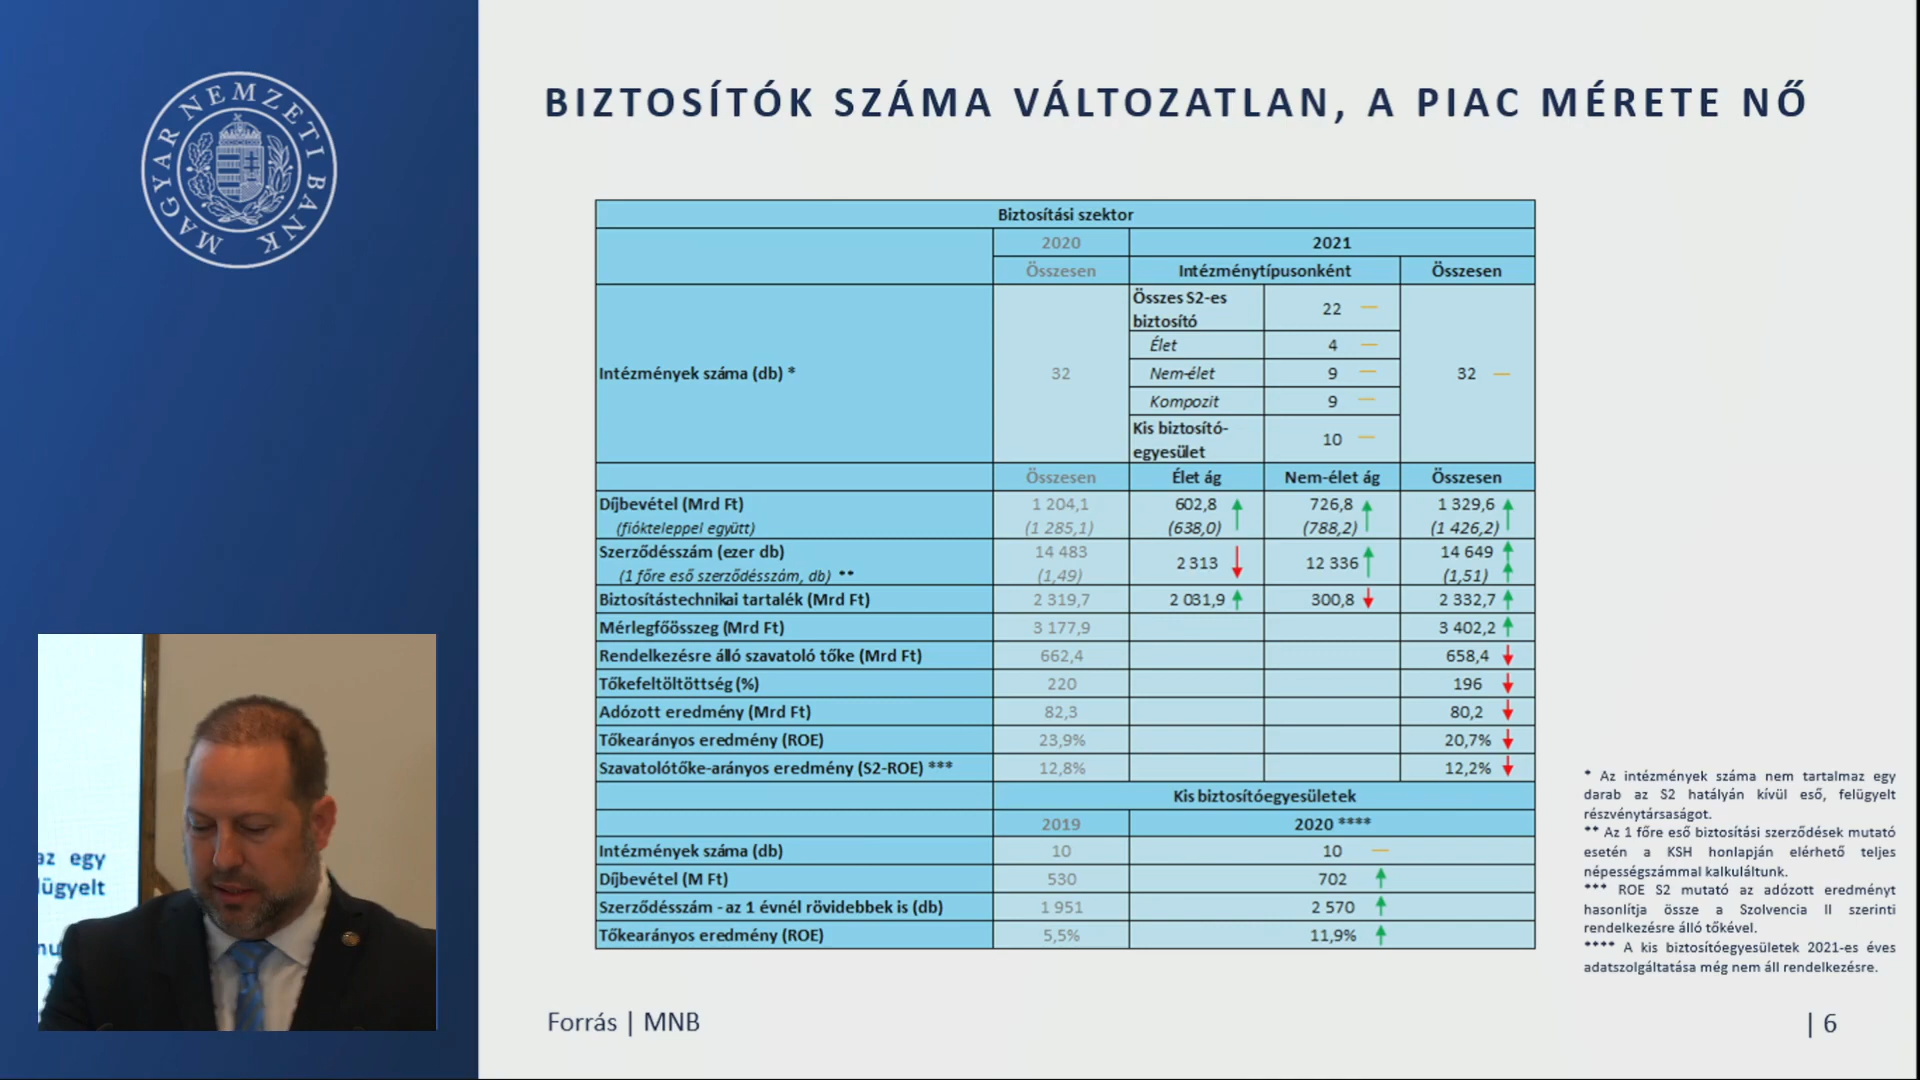 MAGYAR NEMZETI BANK
BIZTOSÍTÓK SZÁMA VÁLTOZATLAN, A PIAC MÉRETE NŐ
Biztosítási szektor
2020 2021
Összesen Intézménytípusonként Összesen
Intézmények száma (db) * 32 32
Összes S2-es
biztosító 22
Élet 4
Nem-élet 9
Kompozit 9
Kis biztosító-
egyesület 10
Összesen Élet ág Nem-élet ág Összesen
Díjbevétel (Mrd Ft) 1 204,1 602,8 726,8 1 329,6
(fiókteleppel együtt) (1 285,1) (638,0) (788,2) (1 426,2)
Szerződésszám (ezer db) 14 483 2 313 12 336 14 649
(1 főre eső szerződésszám, db) ** (1,49) (1,51)
Biztosítástechnikai tartalék (Mrd Ft) 2 319,7 2 031,9 300,8 2 332,7
Mérlegfőösszeg (Mrd Ft) 3 177,9 3 402,2
Rendelkezésre álló szavatoló tőke (Mrd Ft) 662,4 658,4
Tőkefeltöltöttség (%) 220 196
Adózott eredmény (Mrd Ft) 82,3 80,2
Tőkearányos eredmény (ROE) 23,9% 20,7%
Szavatolótőke-arányos eredmény (S2-ROE) *** 12,8% 12,2%
Kis biztosítóegyesületek
2019 2020 ****
Intézmények száma (db) 10 10
Díjbevétel (M Ft) 530 702
Szerződésszám - az 1 évnél rövidebbek is (db) 1 951 2 570
Tőkearányos eredmény (ROE) 5,5% 11,9%
* Az intézmények száma nem tartalmaz egy
darab az S2 hatályán kívül eső, felügyelt
részvénytársaságot.
** Az 1 főre eső biztosítási szerződések mutató
esetén a KSH honlapján elérhető teljes
népességszámmal kalkuláltunk.
*** ROE S2 mutató az adózott eredményt
hasonlítja össze a Szolvencia II szerinti
rendelkezésre álló tőkével.
**** A kis biztosítóegyesületek 2021-es éves
adatszolgáltatása még nem áll rendelkezésre.
az egy
lügyelt
Forrás | MNB
| 6